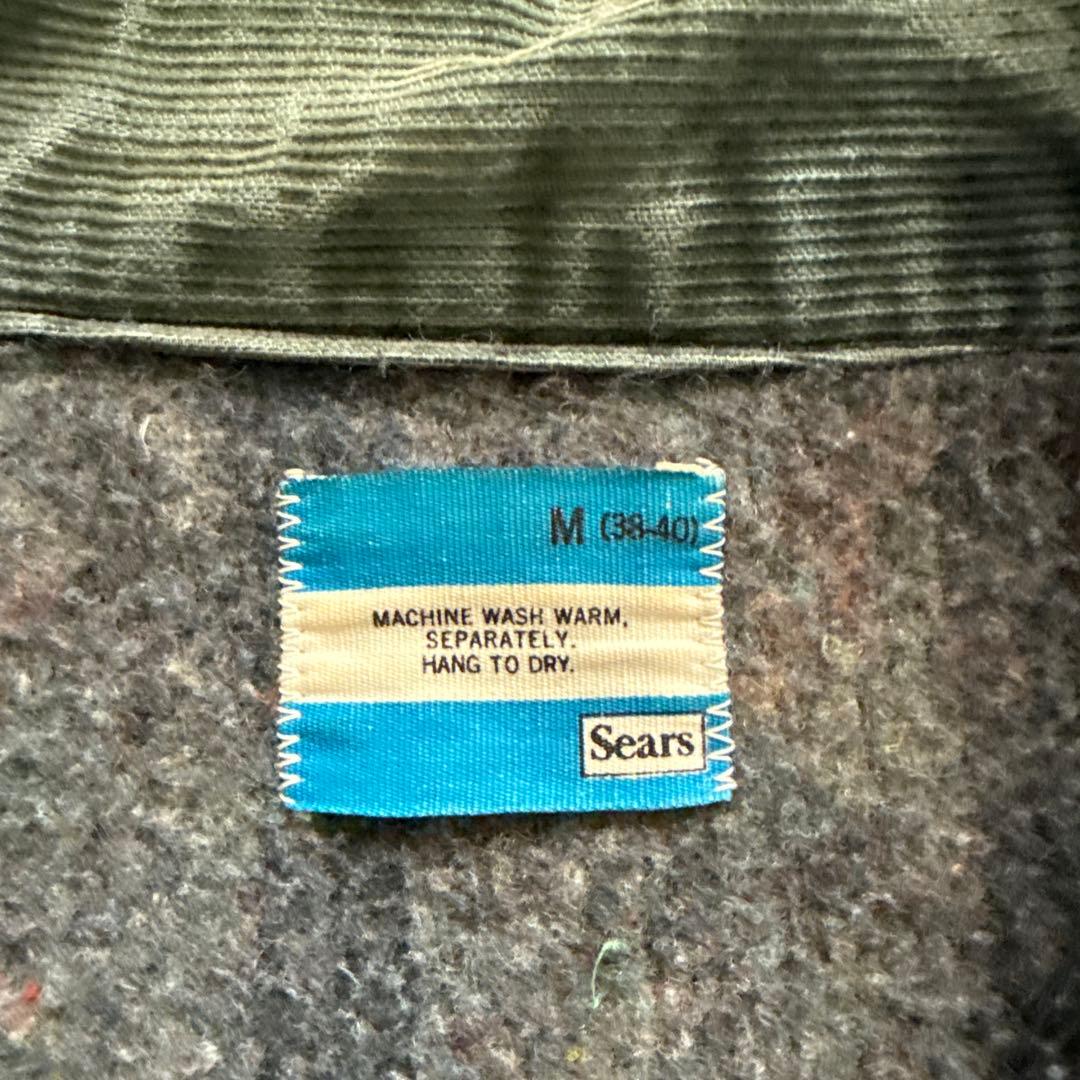 M (38-40)
MACHINE WASH WARM,
SEPARATELY.
HANG TO DRY.
Sears